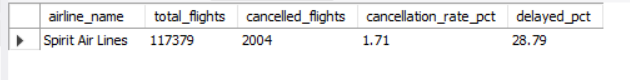 airline_name total_flights cancelled_flights cancellation_rate_pct delayed_pct
Spirit Air Lines 117379 2004 1.71 28.79